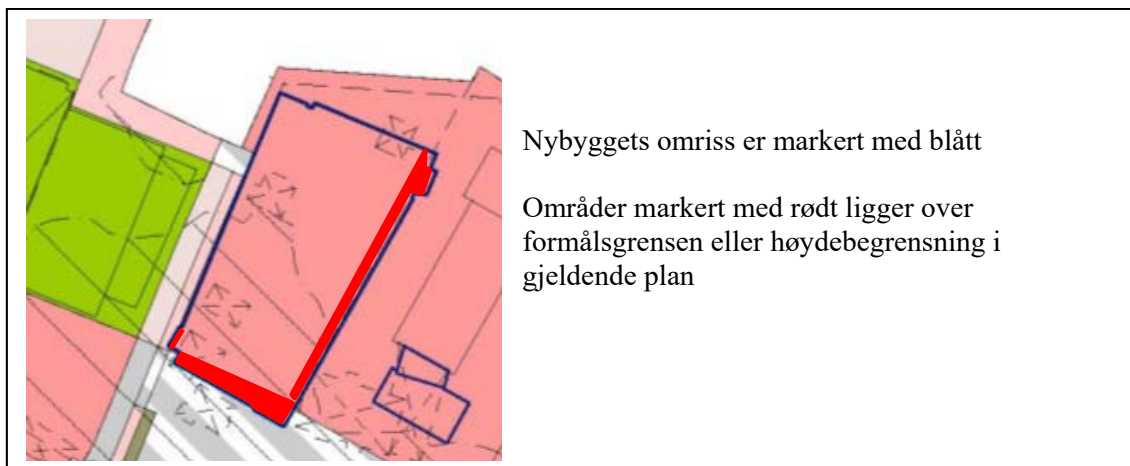 Nybyggets omriss er markert med blått
Områder markert med rødt ligger over
formålsgrensen eller høydebegrensning i
gjeldende plan